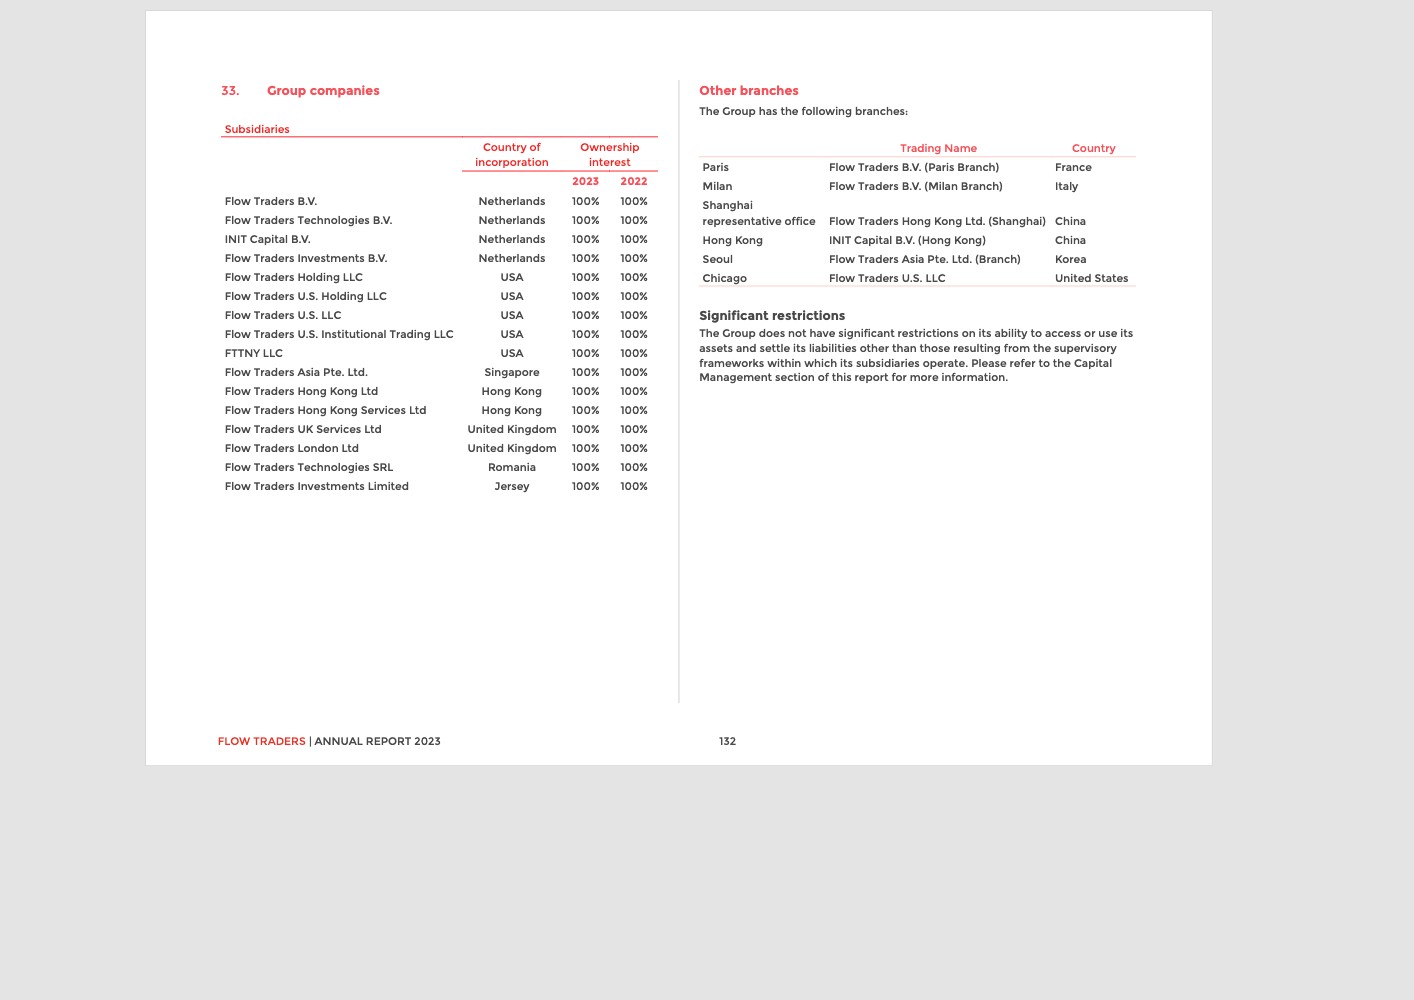 33. Group companies
Subsidiaries
Country of Ownership
incorporation interest
2023 2022
Flow Traders B.V. Netherlands 100% 100%
Flow Traders Technologies B.V. Netherlands 100% 100%
INIT Capital B.V. Netherlands 100% 100%
Flow Traders Investments B.V. Netherlands 100% 100%
Flow Traders Holding LLC USA 100% 100%
Flow Traders U.S. Holding LLC USA 100% 100%
Flow Traders U.S. LLC USA 100% 100%
Flow Traders U.S. Institutional Trading LLC USA 100% 100%
FTTNY LLC USA 100% 100%
Flow Traders Asia Pte. Ltd. Singapore 100% 100%
Flow Traders Hong Kong Ltd Hong Kong 100% 100%
Flow Traders Hong Kong Services Ltd Hong Kong 100% 100%
Flow Traders UK Services Ltd United Kingdom 100% 100%
Flow Traders London Ltd United Kingdom 100% 100%
Flow Traders Technologies SRL Romania 100% 100%
Flow Traders Investments Limited Jersey 100% 100%
Other branches
The Group has the following branches:
Trading Name Country
Paris Flow Traders B.V. (Paris Branch) France
Milan Flow Traders B.V. (Milan Branch) Italy
Shanghai
representative office Flow Traders Hong Kong Ltd. (Shanghai) China
Hong Kong INIT Capital B.V. (Hong Kong) China
Seoul Flow Traders Asia Pte. Ltd. (Branch) Korea
Chicago Flow Traders U.S. LLC United States
Significant restrictions
The Group does not have significant restrictions on its ability to access or use its
assets and settle its liabilities other than those resulting from the supervisory
frameworks within which its subsidiaries operate. Please refer to the Capital
Management section of this report for more information.
FLOW TRADERS | ANNUAL REPORT 2023 132